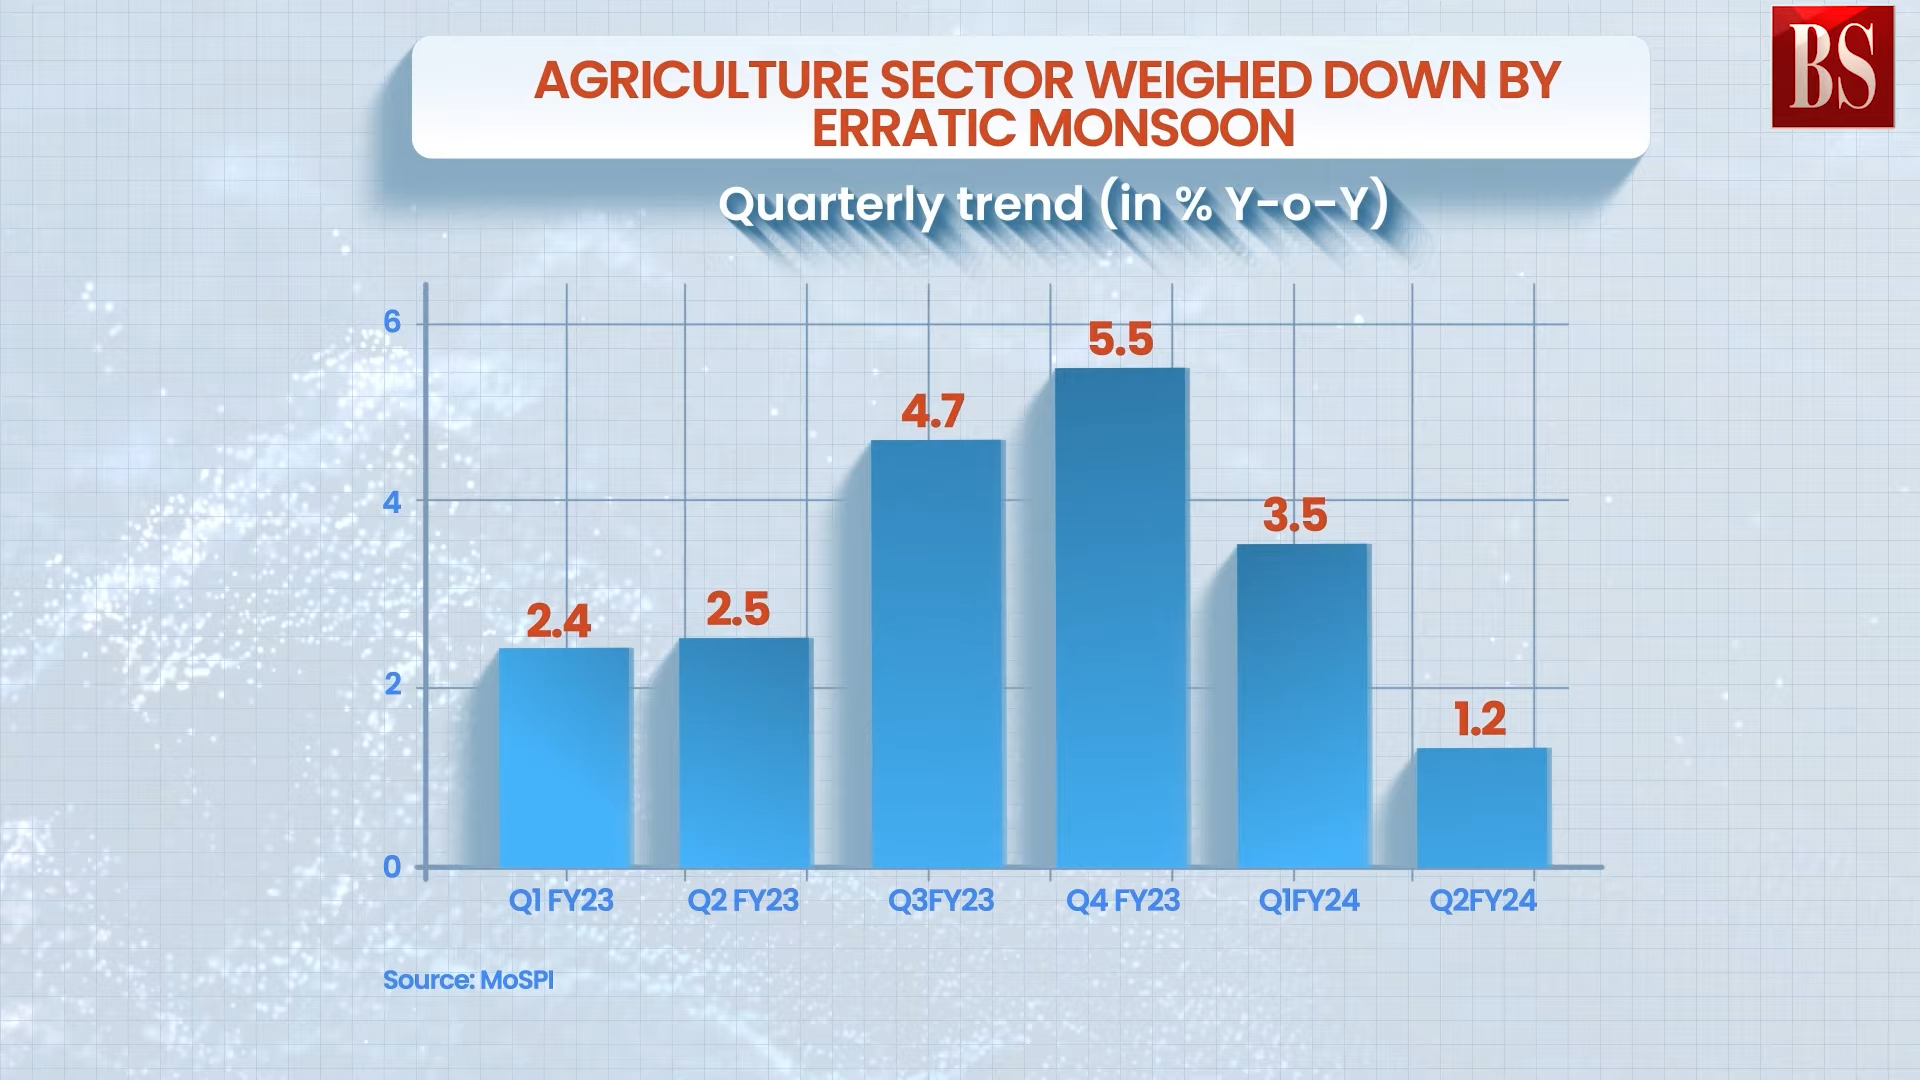 BS
AGRICULTURE SECTOR WEIGHED DOWN BY
ERRATIC MONSOON
Quarterly trend (in % Y-o-Y)
6
4
2
0
2.4
2.5
4.7
5.5
3.5
1.2
Q1 FY23
Q2 FY23
Q3FY23
Q4 FY23
Q1FY24
Q2FY24
Source: MoSPI